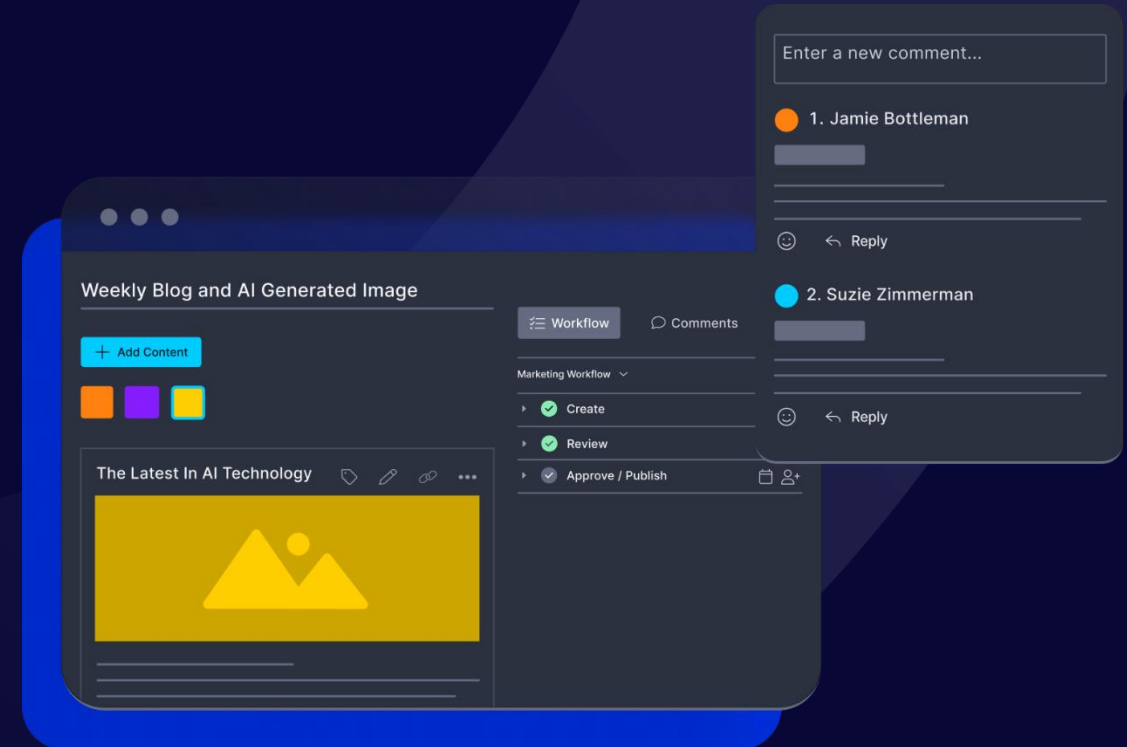 Enter a new comment...
1. Jamie Bottleman
Reply
2. Suzie Zimmerman
Reply
Weekly Blog and AI Generated Image
Add Content
The Latest In AI Technology
Workflow
Comments
Marketing Workflow
Create
Review
Approve / Publish